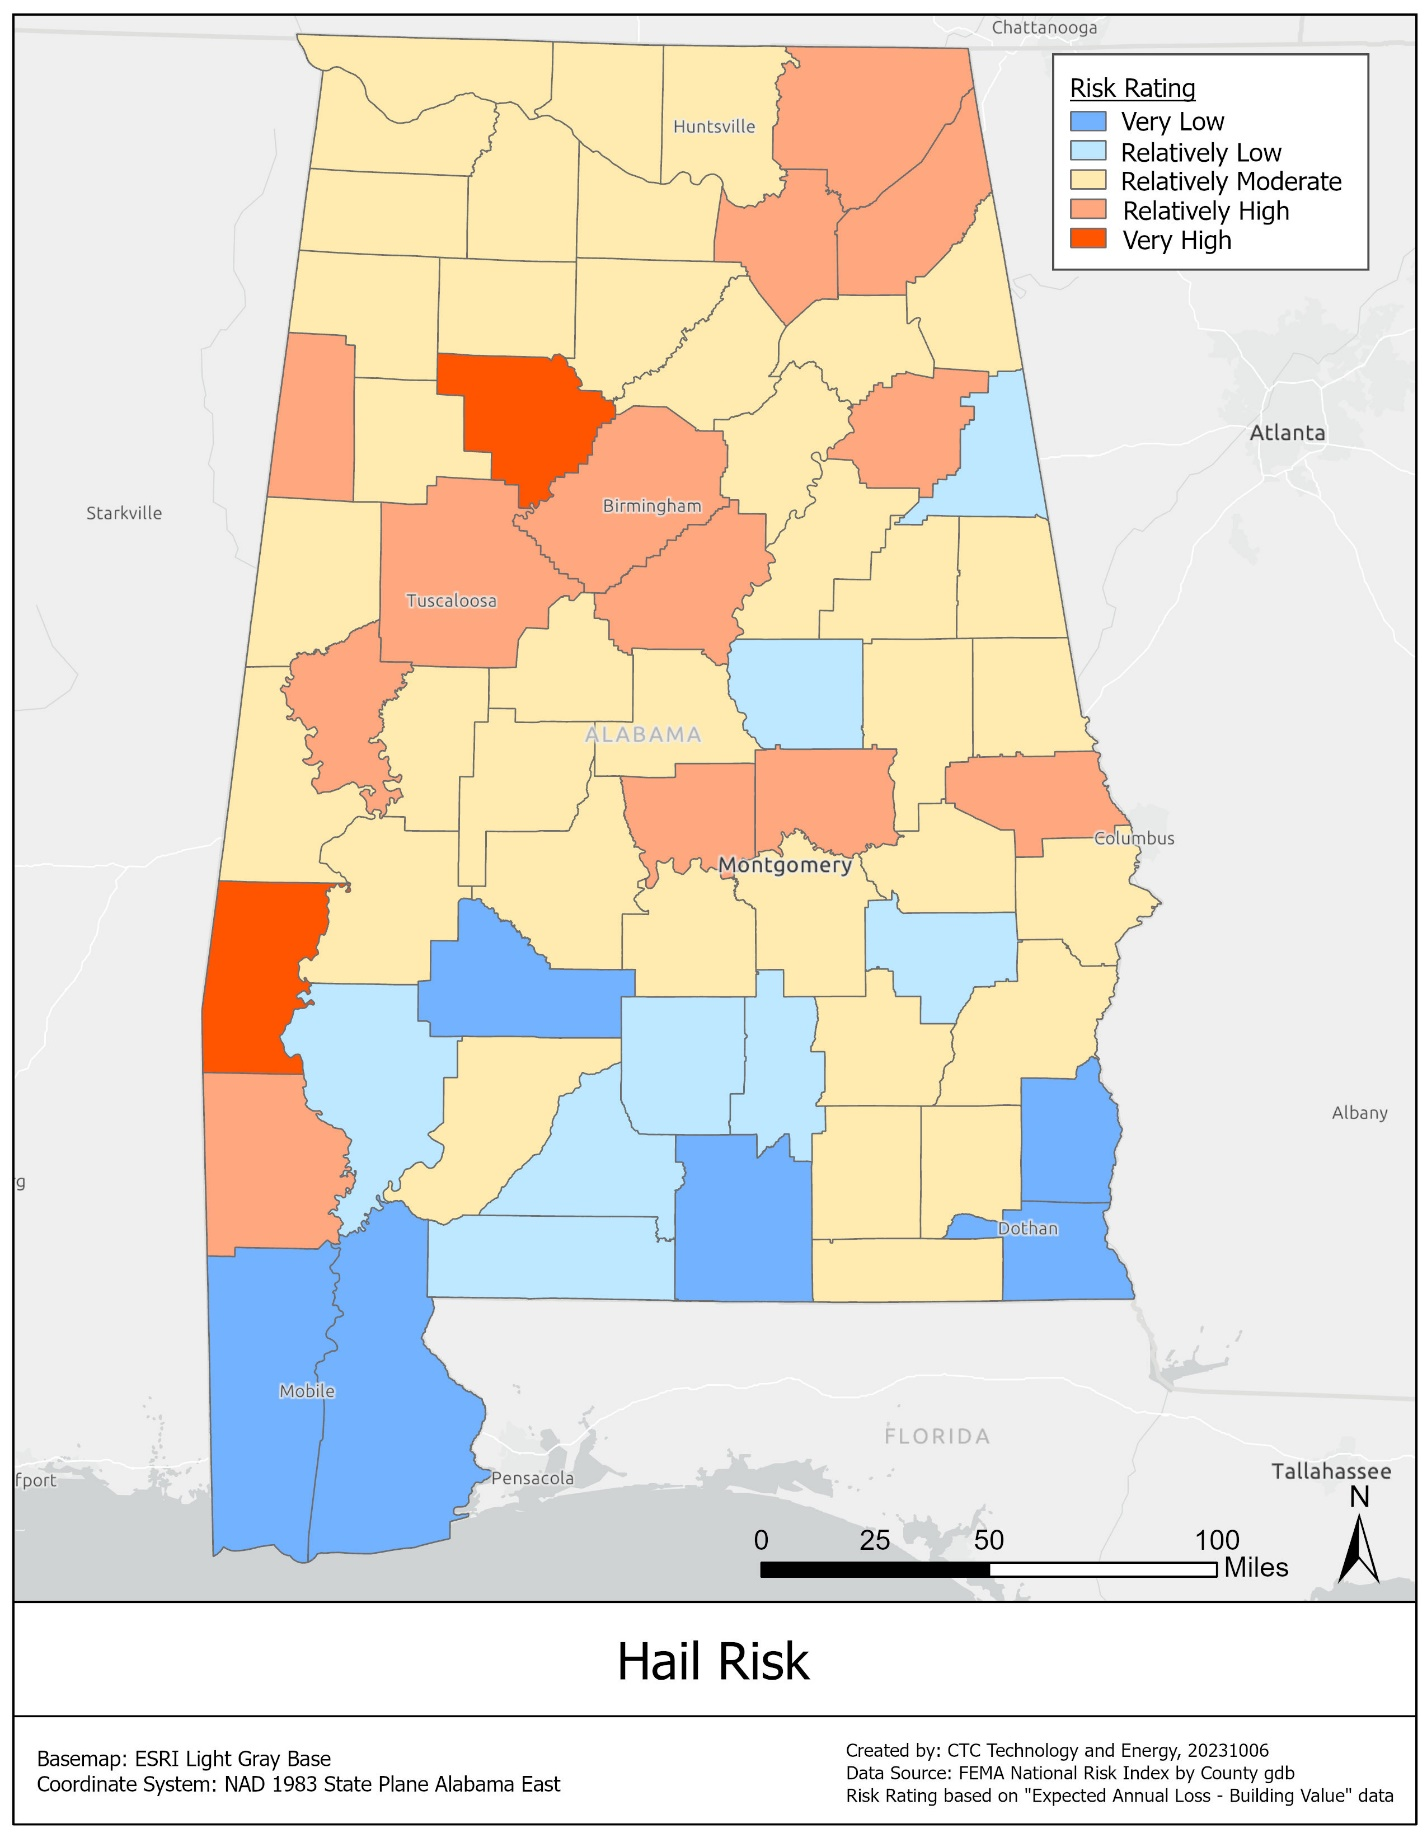 Chattanooga
Risk Rating
Very Low
Relatively Low
Relatively Moderate
Relatively High
Very High
Huntsville
Atlanta
Starkville
Birmingham
Tuscaloosa
ALABAMA
Columbus
Montgomery
Albany
g
Dothan
Mobile
FLORIDA
Pensacola
fport
Tallahassee
N
0 25 50 100
Miles
Hail Risk
Basemap: ESRI Light Gray Base
Coordinate System: NAD 1983 State Plane Alabama East
Created by: CTC Technology and Energy, 20231006
Data Source: FEMA National Risk Index by County gdb
Risk Rating based on "Expected Annual Loss - Building Value" data